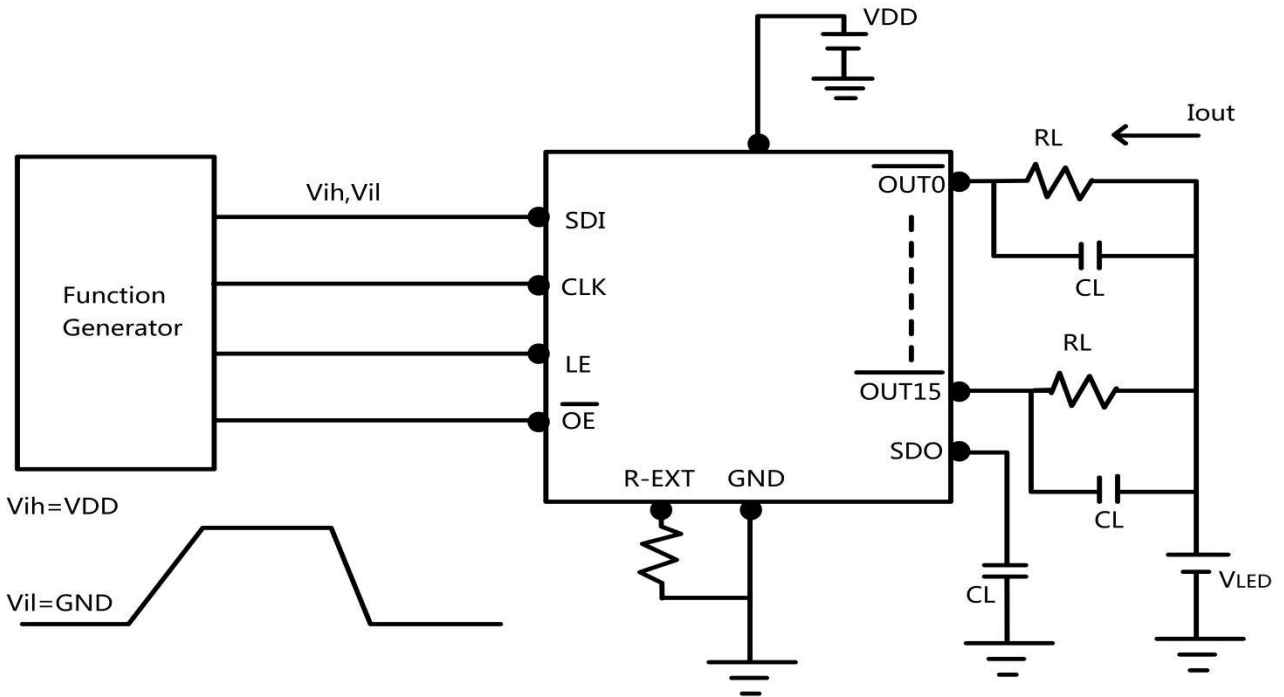 VDD
Iout
RL
OUT0
Vih,Vil
SDI
CL
Function
Generator
CLK
RL
LE
OUT15
OE
SDO
R-EXT
GND
CL
Vih=VDD
VLED
CL
Vil=GND